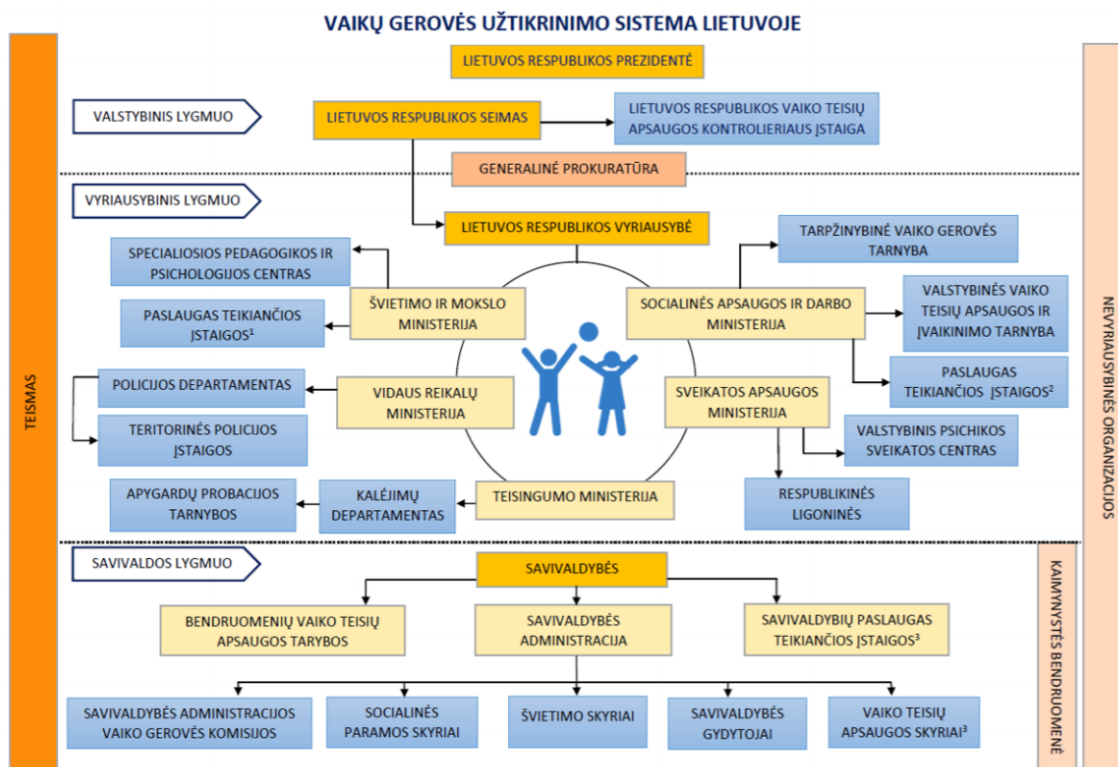 VAIKŲ GEROVĖS UŽTIKRINIMO SISTEMA LIETUVOJE
LIETUVOS RESPUBLIKOS PREZIDENTĖ
VALSTYBINIS LYGMUO
LIETUVOS RESPUBLIKOS SEIMAS
LIETUVOS RESPUBLIKOS VAIKO TEISIŲ
APSAUGOS KONTROLIERIAUS ĮSTAIGA
GENERALINĖ PROKURATŪRA
VYRIAUSYBINIS LYGMUO
LIETUVOS RESPUBLIKOS VYRIAUSYBĖ
SPECIALIOSIOS PEDAGOGIKOS IR
PSICHOLOGIJOS CENTRAS
TARPŽINYBINĖ VAIKO GEROVĖS
TARNYBA
ŠVIETIMO IR MOKSLO
MINISTERIJA
SOCIALINĖS APSAUGOS IR DARBO
MINISTERIJA
VALSTYBINĖS VAIKO
TEISIŲ APSAUGOS IR
ĮVAIKINIMO TARNYBA
PASLAUGAS TEIKIANČIOS
ĮSTAIGOS¹
POLICIJOS DEPARTAMENTAS
VIDAUS REIKALŲ
MINISTERIJA
SVEIKATOS APSAUGOS
MINISTERIJA
PASLAUGAS
TEIKIANČIOS ĮSTAIGOS²
TERITORINĖS POLICIJOS
ĮSTAIGOS
VALSTYBINIS PSICHIKOS
SVEIKATOS CENTRAS
APYGARDŲ PROBACIJOS
TARNYBOS
KALĖJIMŲ
DEPARTAMENTAS
TEISINGUMO MINISTERIJA
RESPUBLIKINĖS
LIGONINĖS
SAVIVALDOS LYGMUO
SAVIVALDYBĖS
BENDRUOMENIŲ VAIKO TEISIŲ
APSAUGOS TARYBOS
SAVIVALDYBĖS
ADMINISTRACIJA
SAVIVALDYBIŲ PASLAUGAS
TEIKIANČIOS ĮSTAIGOS³
SAVIVALDYBĖS ADMINISTRACIJOS
VAIKO GEROVĖS KOMISIJOS
SOCIALINĖS
PARAMOS SKYRIAI
ŠVIETIMO SKYRIAI
SAVIVALDYBĖS
GYDYTOJAI
VAIKO TEISIŲ
APSAUGOS SKYRIAI³
TEISMAS
KAIMYNYSTĖS BENDRUOMENĖ
NEVYRIAUSYBINĖS ORGANIZACIJOS